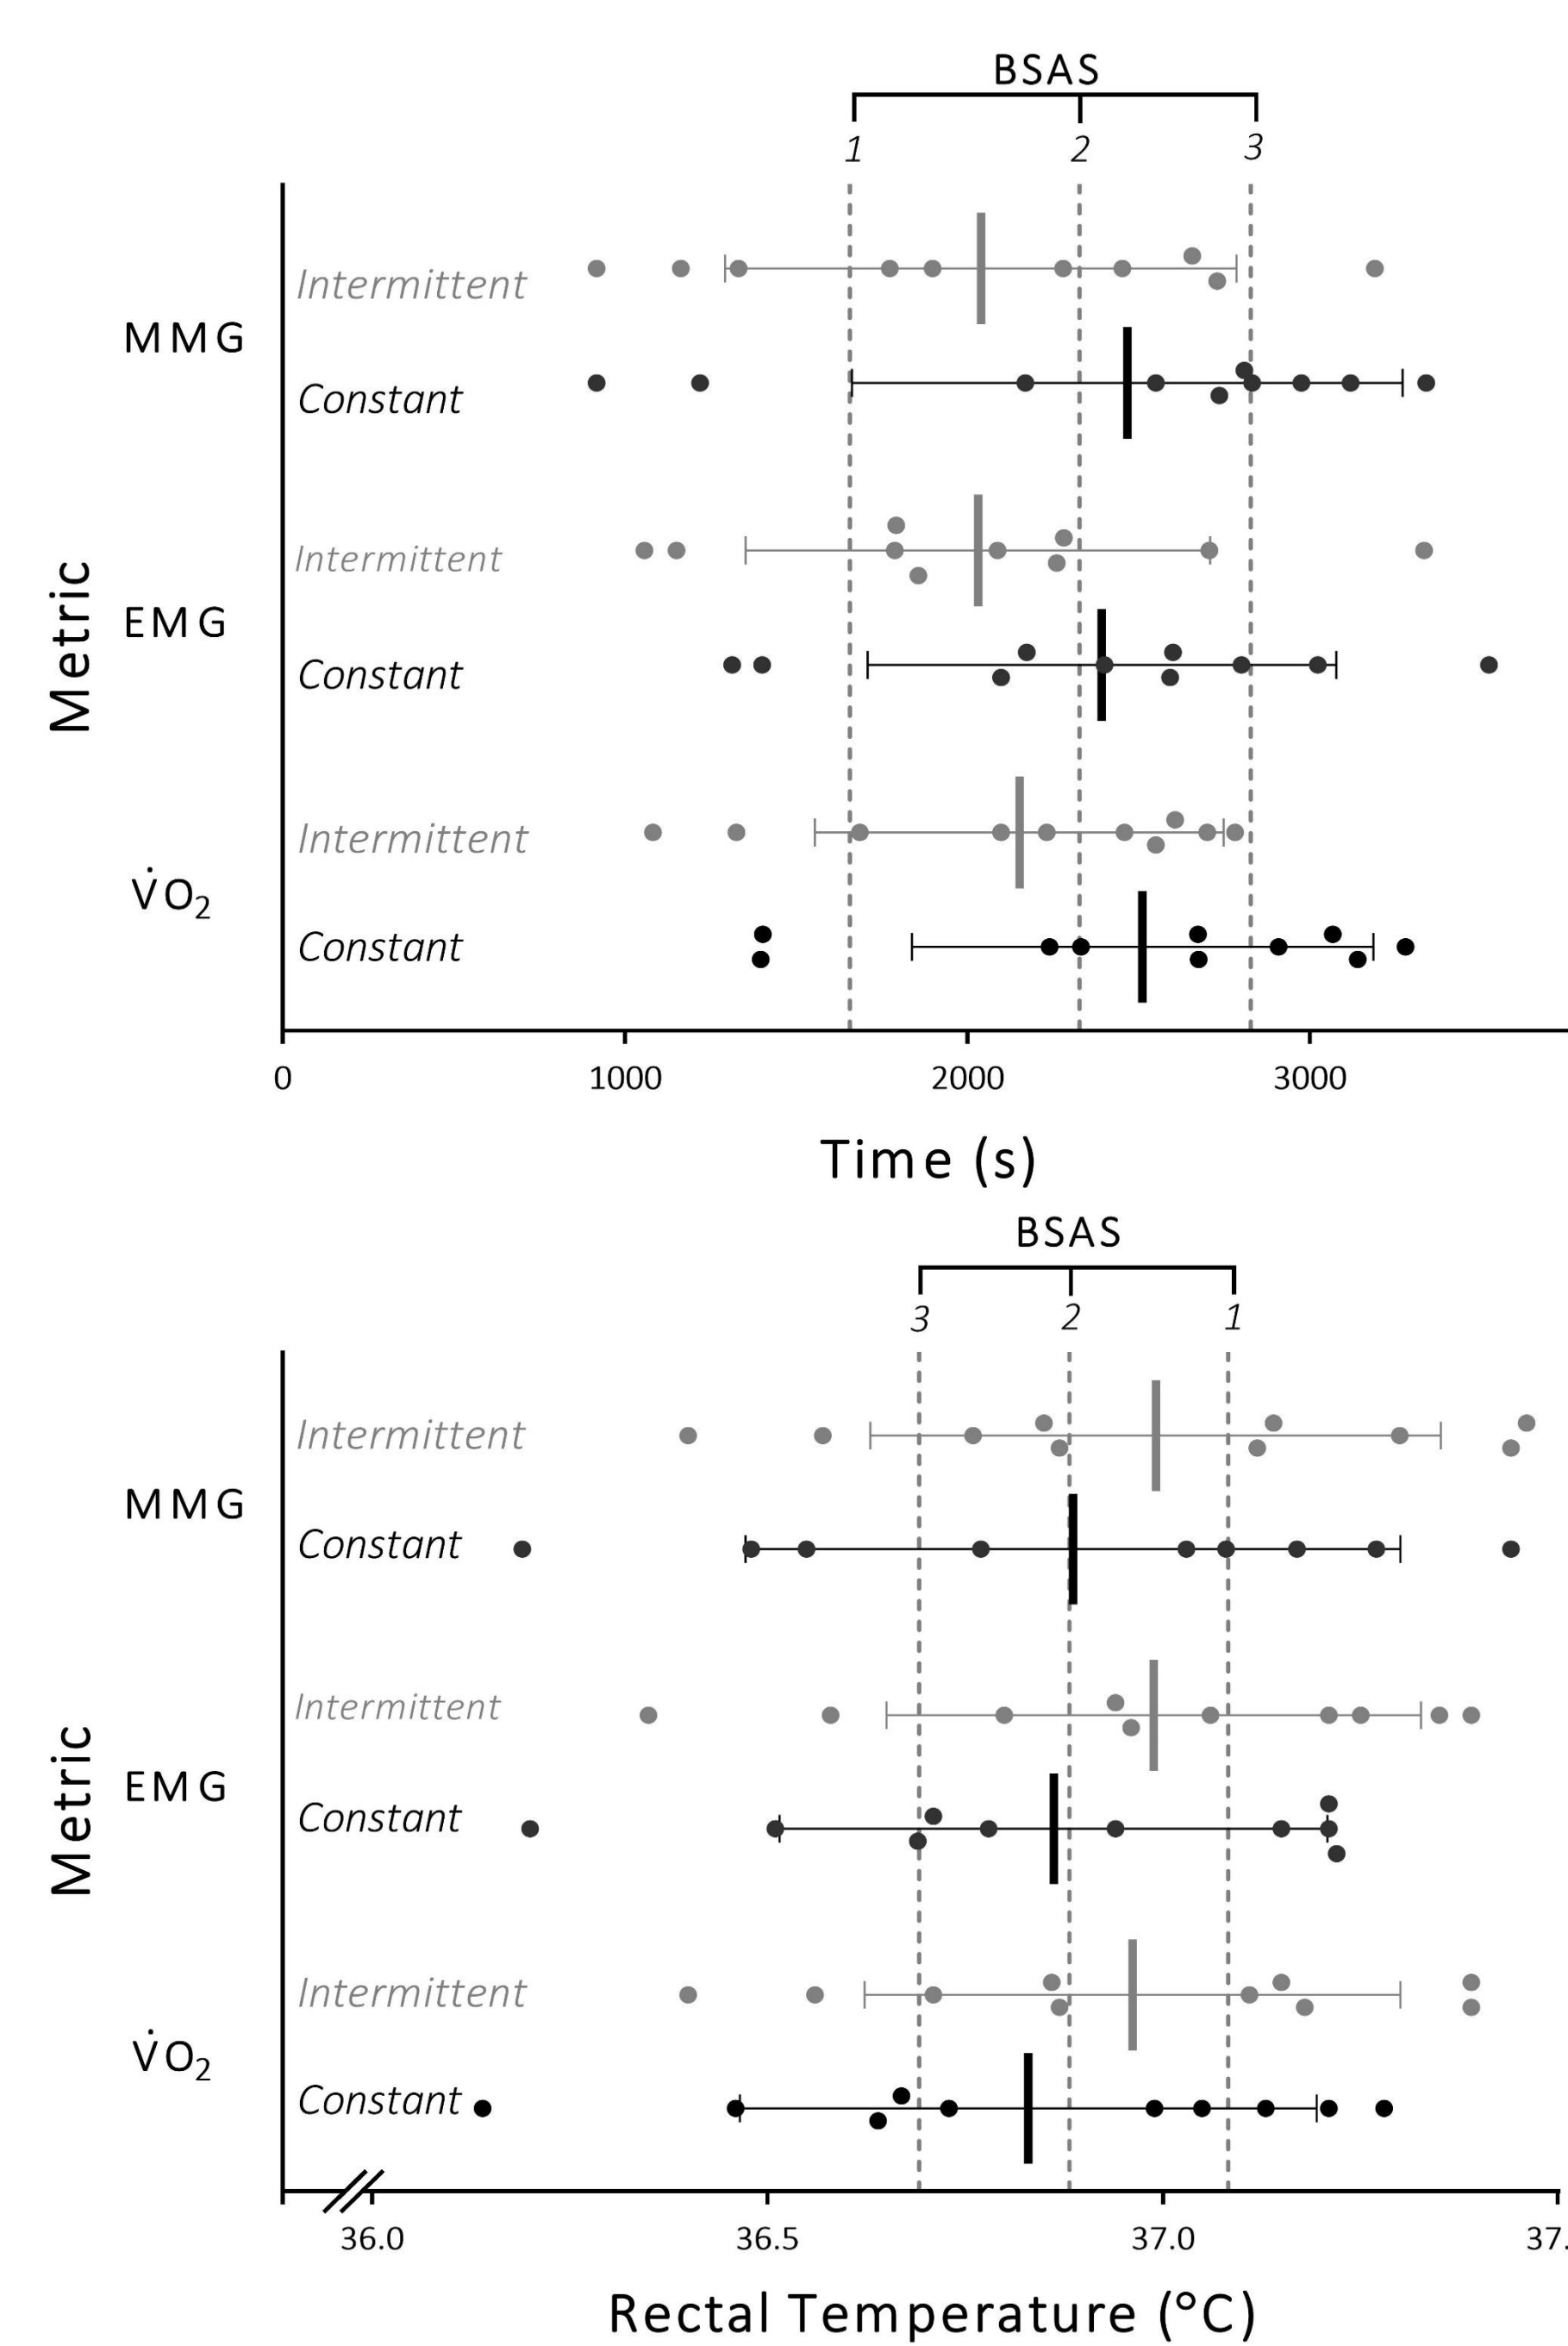 BSAS
1 2 3
Intermittent
MMG
Constant
Intermittent
EMG
Constant
Intermittent
V̇O₂
Constant
Metric
0 1000 2000 3000
Time (s)
BSAS
3 2 1
Intermittent
MMG
Constant
Intermittent
EMG
Constant
Intermittent
V̇O₂
Constant
Metric
36.0 36.5 37.0 37.
Rectal Temperature (°C)